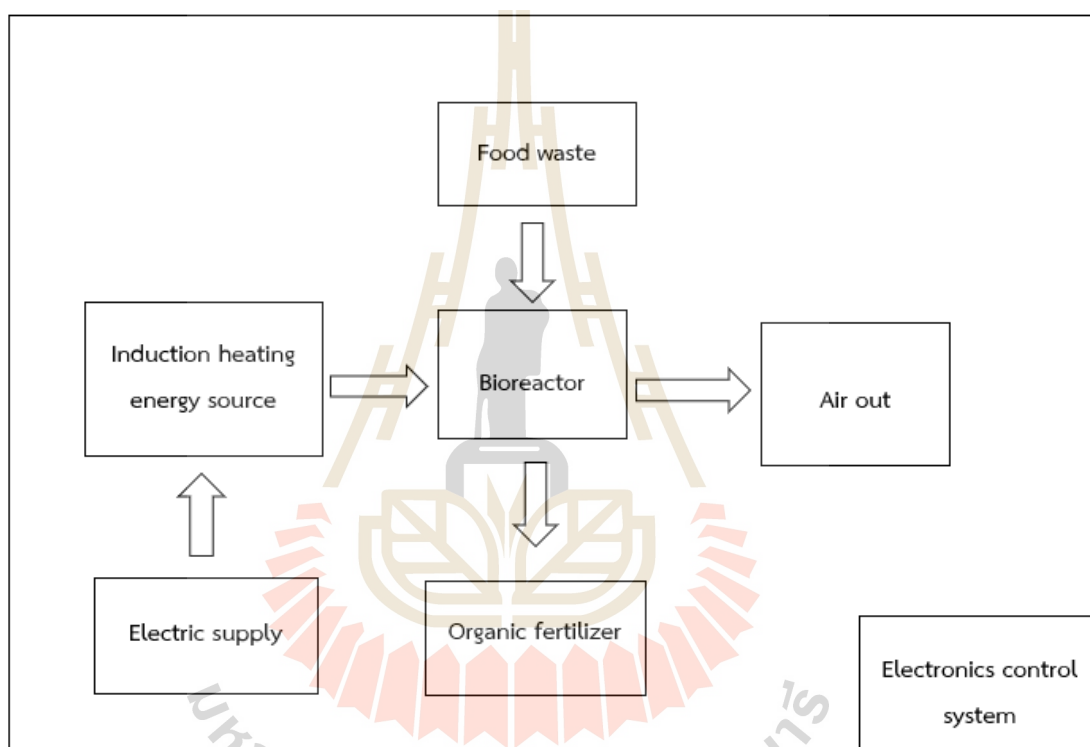 Food waste
Induction heating
energy source
Bioreactor
Air out
Electric supply
Organic fertilizer
Electronics control
system